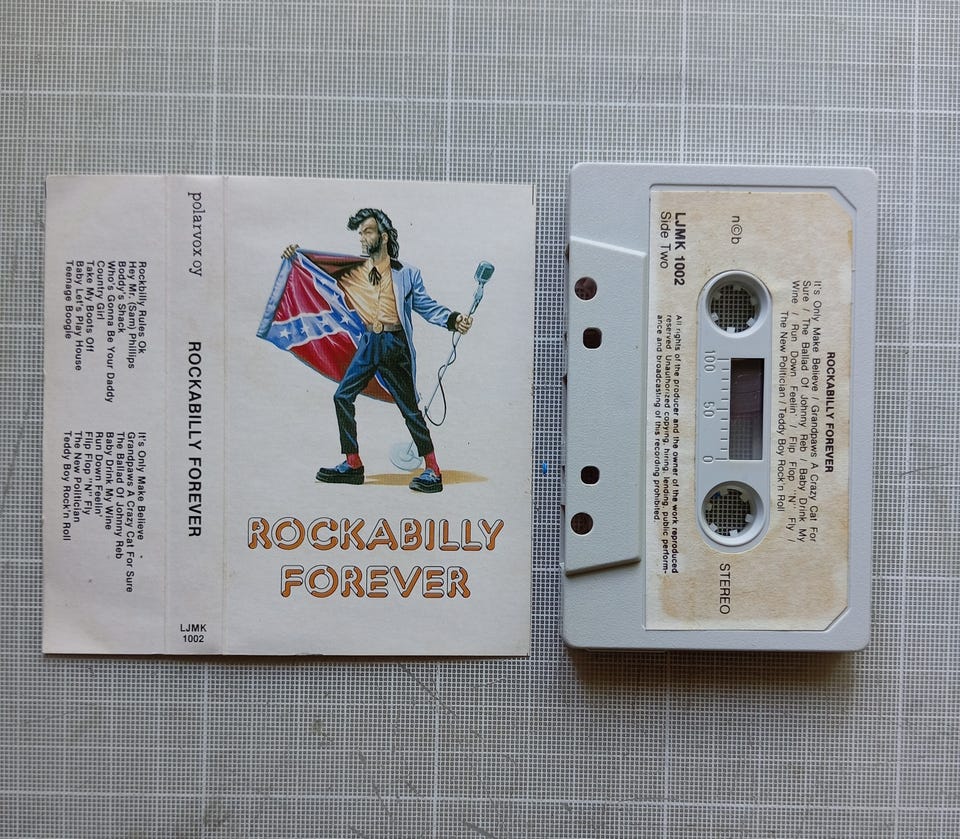 Rockabilly Rules Ok
Hey Mr. (Sam) Phillips
Body's Shack
Who's Gonna Be Your Daddy
Country Girl
Take My Boots Off
Baby Let's Play House
Teenage Boogie
It's Only Make Believe
Grandpaws A Crazy Cat For Sure
The Ballad Of Johnny Reb
Baby Drink My Wine
Run Down Feelin'
Flip Flop "N" Fly
The New Politician
Teddy Boy Rock'n Roll
polarvox oy
ROCKABILLY FOREVER
LJMK
1002
ROCKABILLY
FOREVER
ROCKABILLY FOREVER
It's Only Make Believe / Grandpaws A Crazy Cat For
Sure / The Ballad Of Johnny Reb / Baby Drink My
Wine / Run Down Feelin' / Flip Flop "N" Fly /
The New Politician / Teddy Boy Rock'n Roll
n©b
STEREO
100 50 0
LJMK 1002
Side Two
All rights of the producer and the owner of the work reproduced
reserved. Unauthorized copying, hiring, lending, public perform-
ance and broadcasting of this recording prohibited.